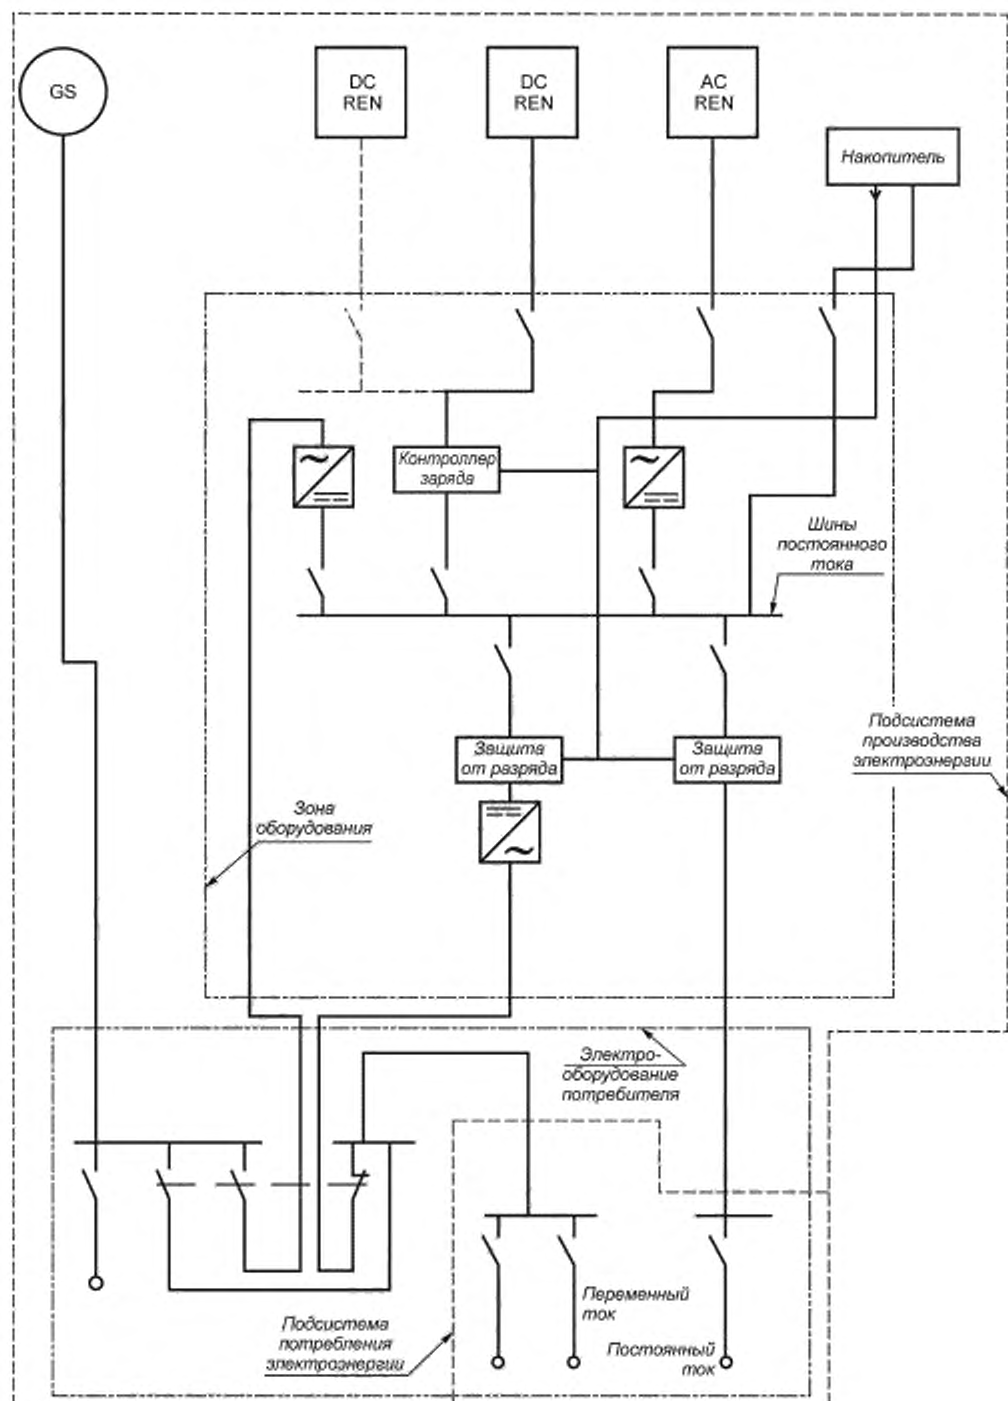 GS
DC
REN
DC
REN
AC
REN
Накопитель
Контроллер
заряда
Шины
постоянного
тока
Подсистема
производства
электроэнергии
Защита
от разряда
Защита
от разряда
Зона
оборудования
Электро-
оборудование
потребителя
Переменный
ток
Подсистема
потребления
электроэнергии
Постоянный
ток